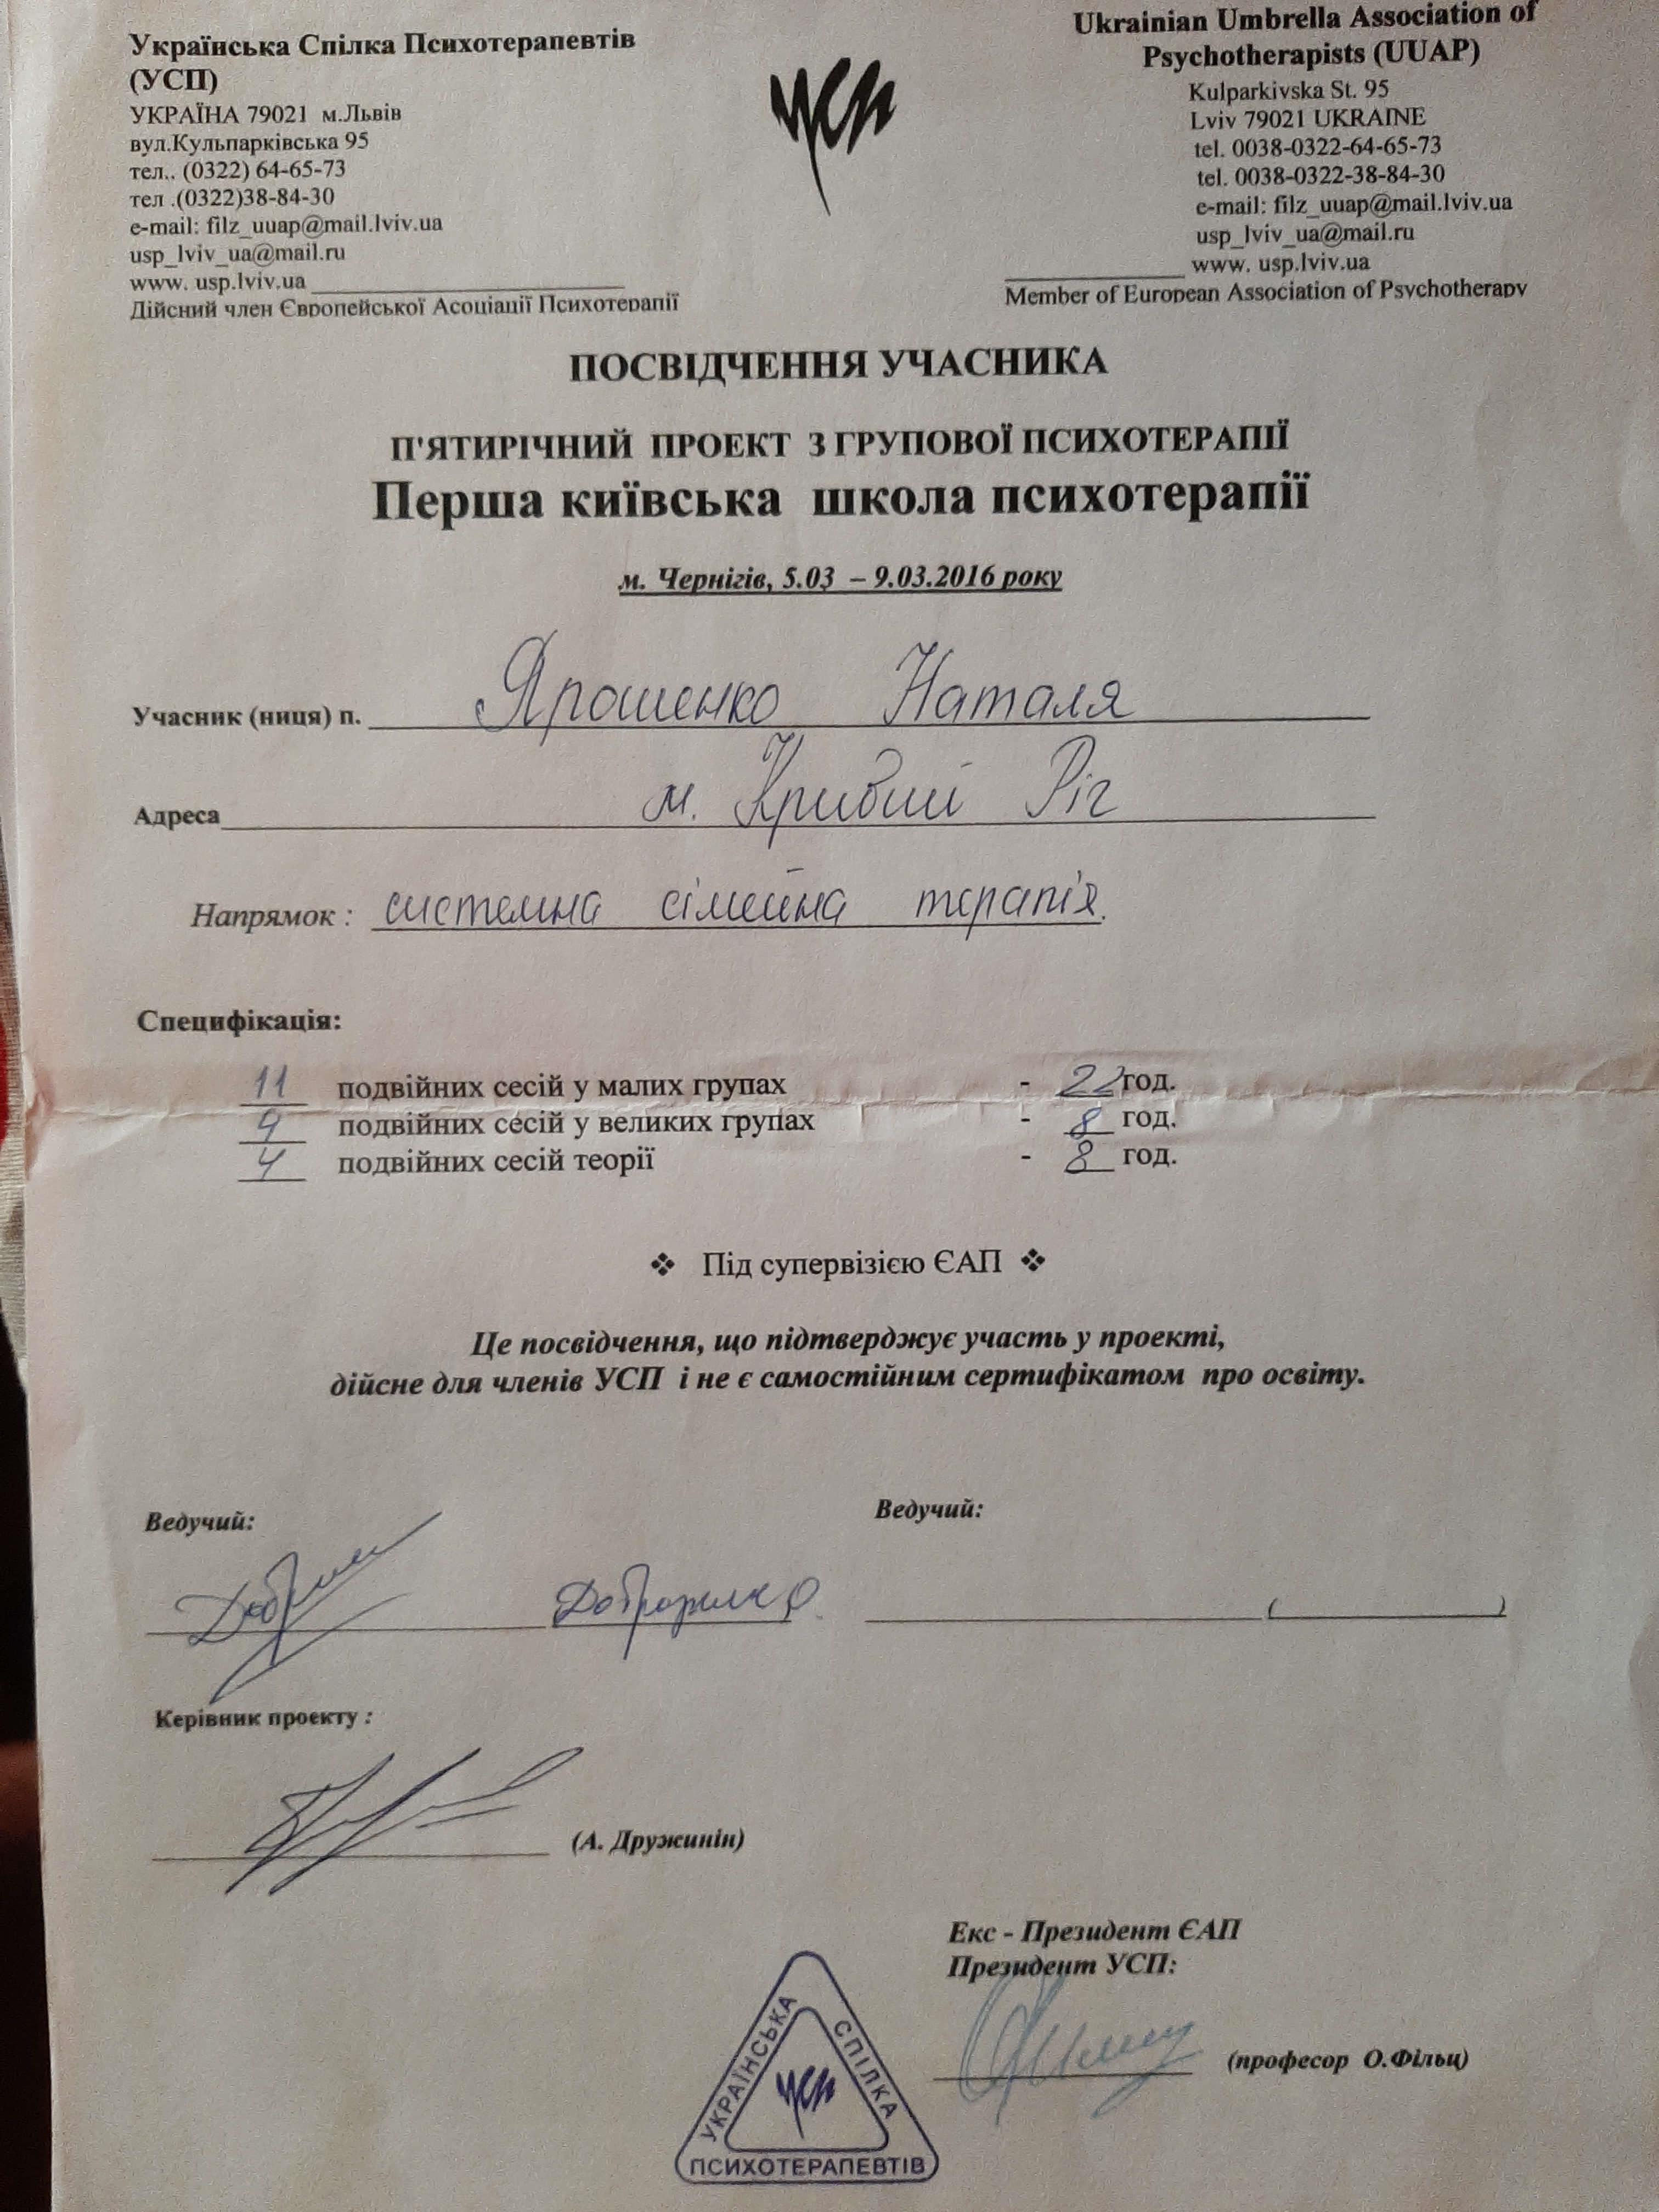 Українська Спілка Психотерапевтів
(УСП)
УКРАЇНА 79021 м.Львів
вул.Кульпарківська 95
тел.. (0322) 64-65-73
тел .(0322)38-84-30
e-mail: filz_uuap@mail.lviv.ua
usp_lviv_ua@mail.ru
www. usp.lviv.ua
Дійсний член Європейської Асоціації Психотерапії
усп
Ukrainian Umbrella Association of
Psychotherapists (UUAP)
Kulparkivska St. 95
Lviv 79021 UKRAINE
tel. 0038-0322-64-65-73
tel. 0038-0322-38-84-30
e-mail: filz_uuap@mail.lviv.ua
usp_lviv_ua@mail.ru
www. usp.lviv.ua
Member of European Association of Psychotherapy
ПОСВІДЧЕННЯ УЧАСНИКА
П'ЯТИРІЧНИЙ ПРОЕКТ З ГРУПОВОЇ ПСИХОТЕРАПІЇ
Перша київська школа психотерапії
м. Чернігів, 5.03 – 9.03.2016 року
Учасник (ниця) п. Ярошенко Наталя
Адреса м. Кривий Ріг
Напрямок : системна сімейна терапія.
Специфікація:
11 подвійних сесій у малих групах - 22 год.
4 подвійних сесій у великих групах - 8 год.
4 подвійних сесій теорії - 8 год.
❖ Під супервізією ЄАП ❖
Це посвідчення, що підтверджує участь у проекті,
дійсне для членів УСП і не є самостійним сертифікатом про освіту.
Ведучий:
Ведучий:
( )
Керівник проекту :
(А. Дружинін)
Екс - Президент ЄАП
Президент УСП:
(професор О.Фільц)
УКРАЇНСЬКА СПІЛКА
усп
ПСИХОТЕРАПЕВТІВ